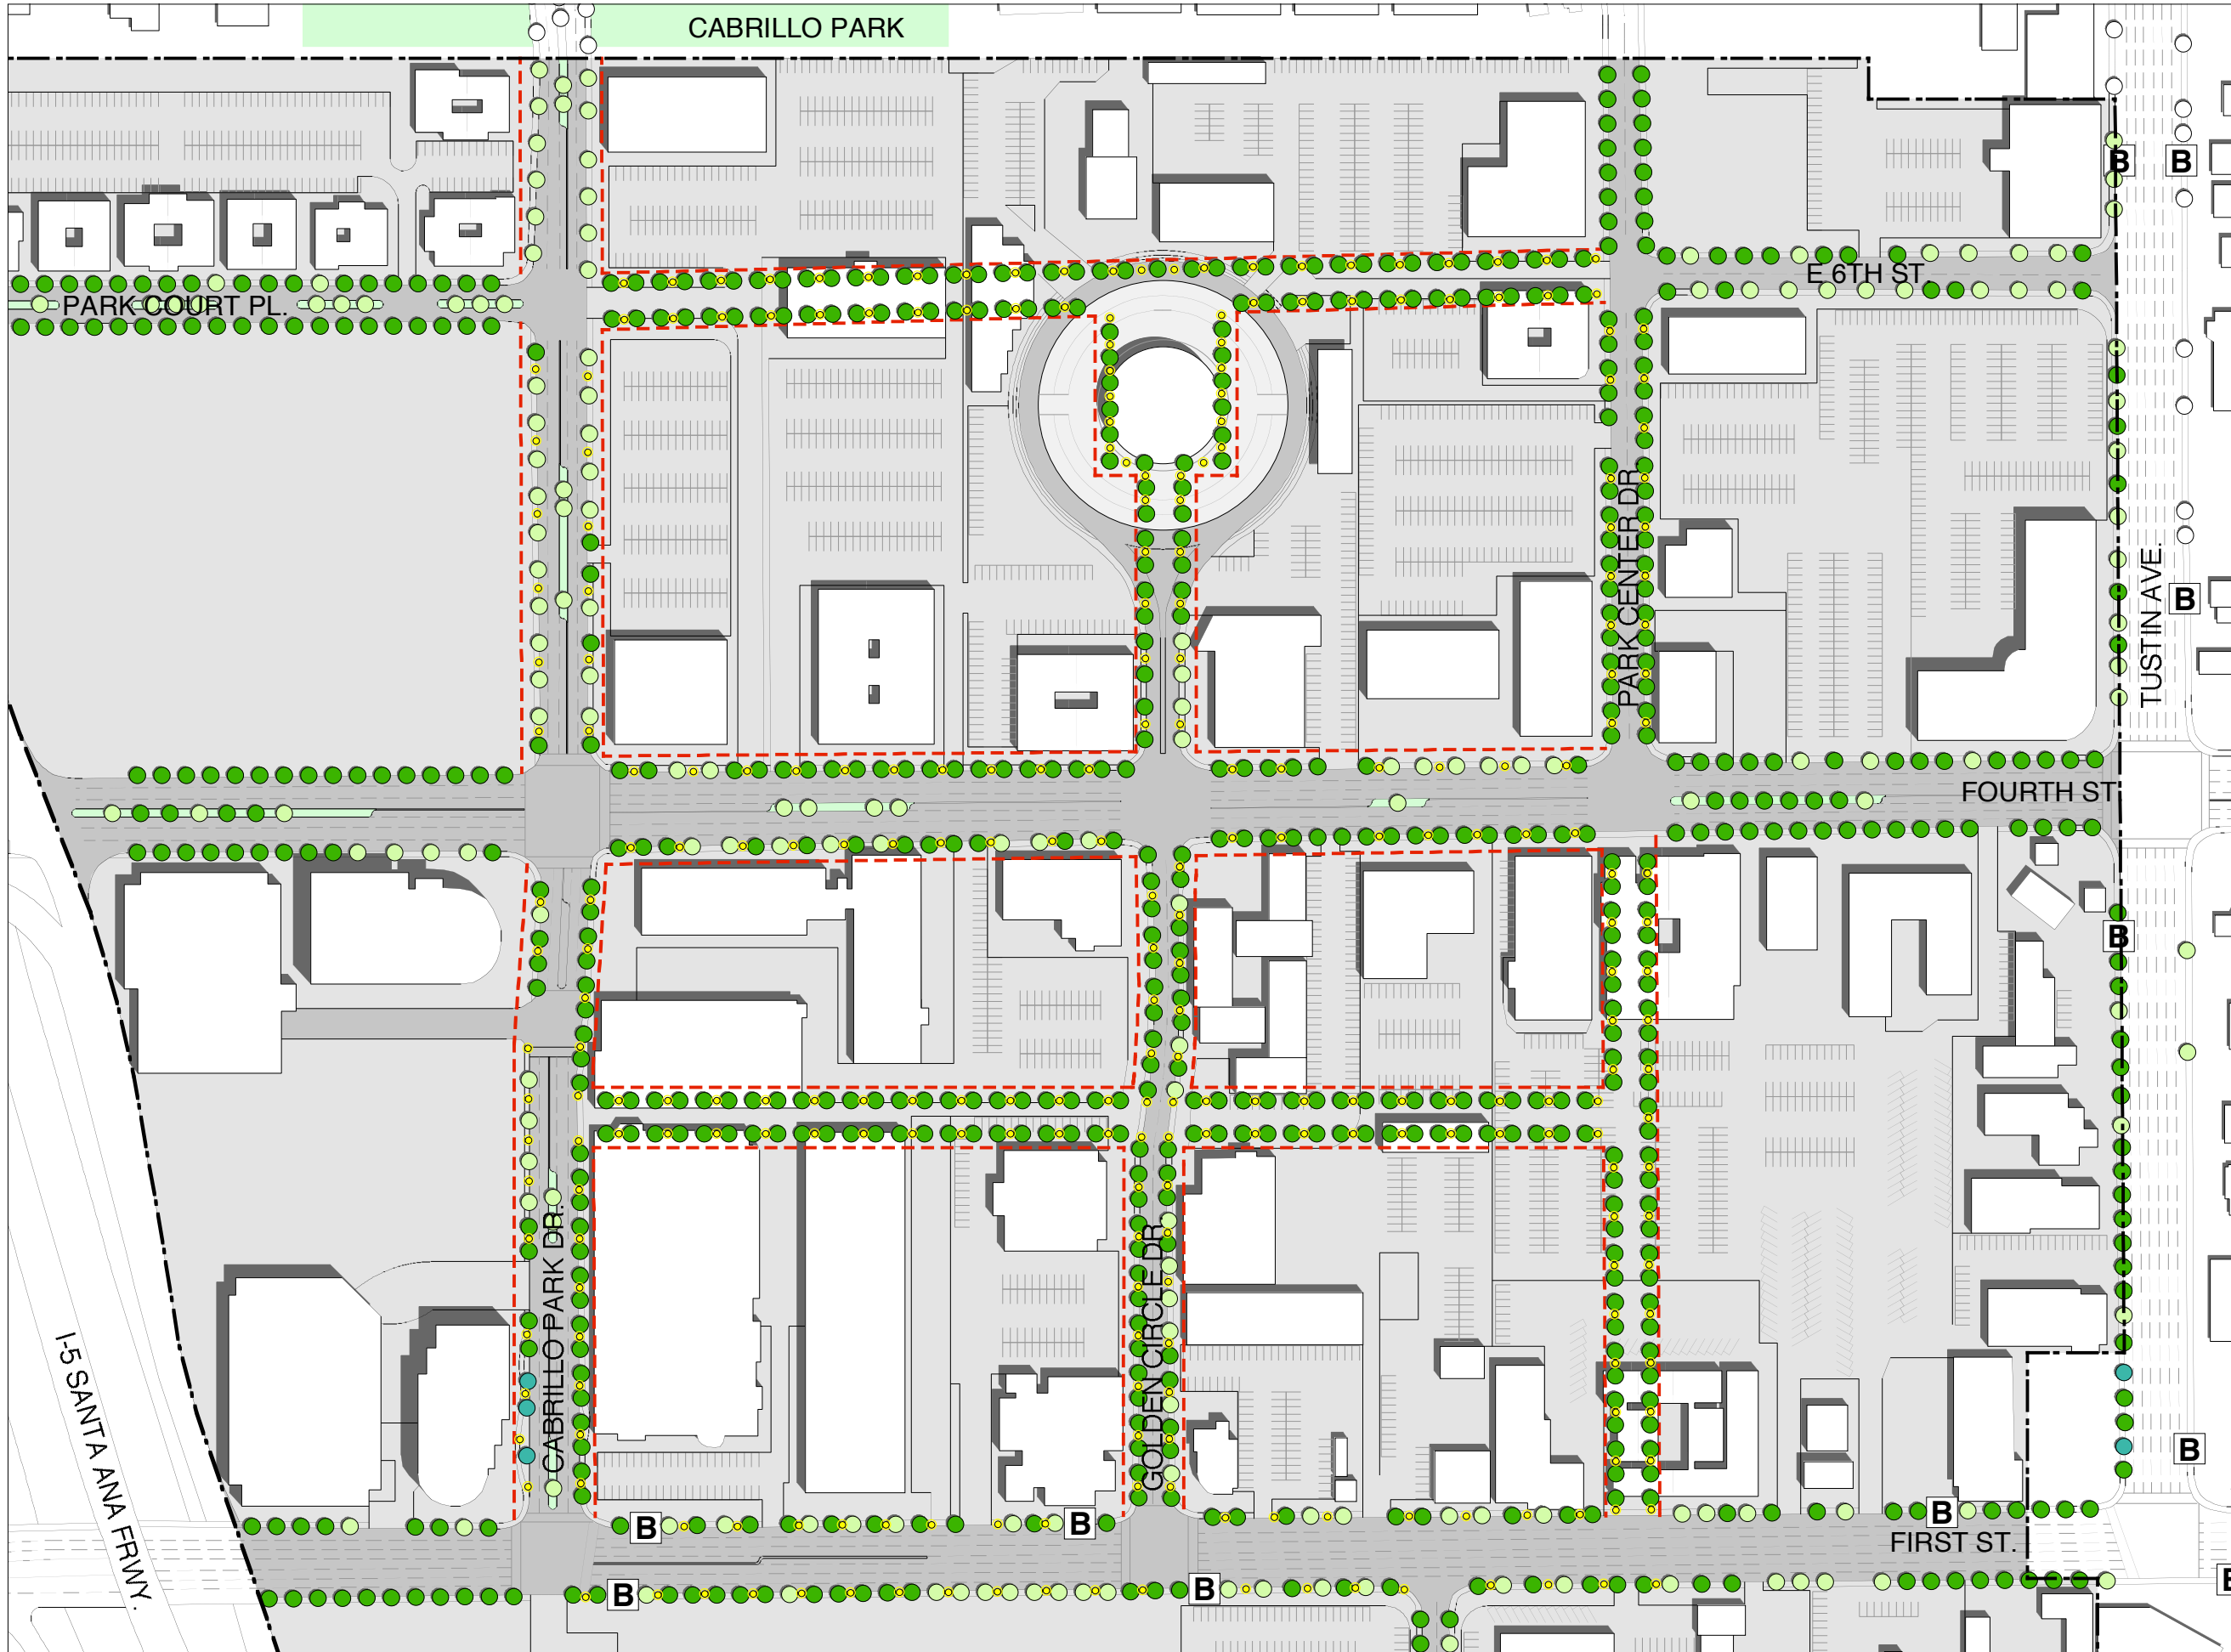 CABRILLO PARK
B
B
E 6TH ST.
PARK COURT PL.
PARK CENTER DR.
TUSTIN AVE.
B
FOURTH ST.
B
CABRILLO PARK DR.
GOLDEN CIRCLE DR.
I-5 SANTA ANA FRWY.
B
B
B
B
FIRST ST.
B
B
B